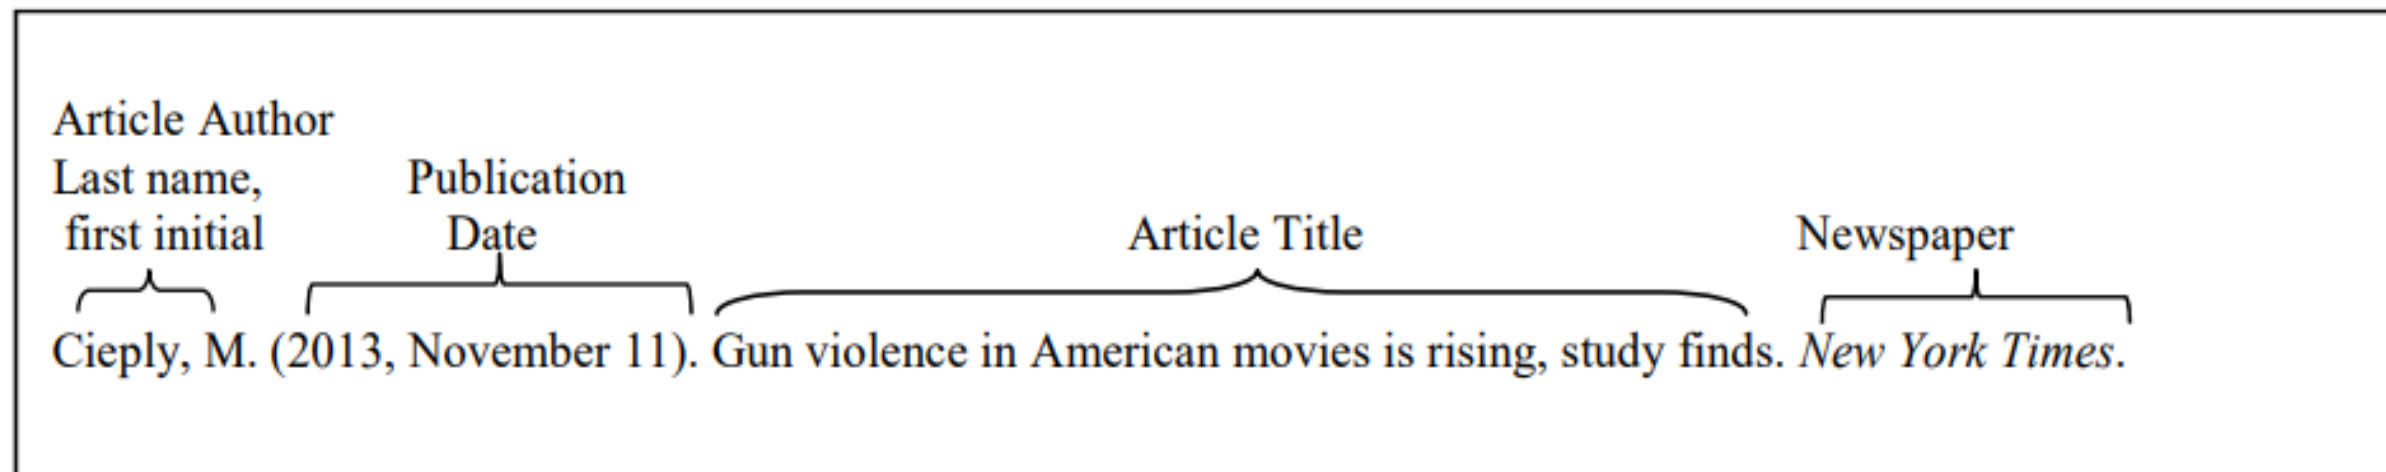 Article Author
Last name,
first initial
Publication
Date
Article Title
Newspaper
Cieply, M. (2013, November 11). Gun violence in American movies is rising, study finds. New York Times.